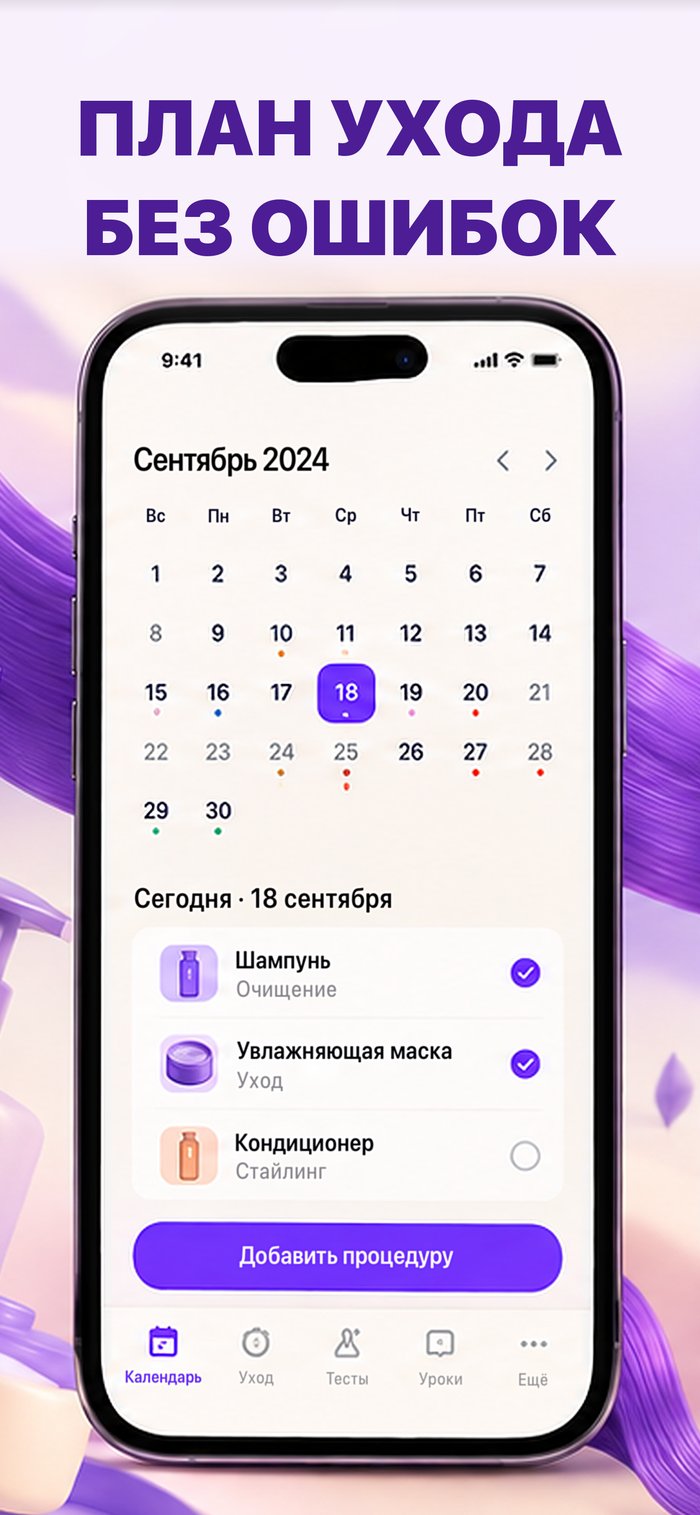 ПЛАН УХОДА
БЕЗ ОШИБОК
9:41
Сентябрь 2024
Вс Пн Вт Ср Чт Пт Сб
1 2 3 4 5 6 7
8 9 10 11 12 13 14
15 16 17 18 19 20 21
22 23 24 25 26 27 28
29 30
Сегодня · 18 сентября
Шампунь
Очищение
Увлажняющая маска
Уход
Кондиционер
Стайлинг
Добавить процедуру
Календарь Уход Тесты Уроки Ещё